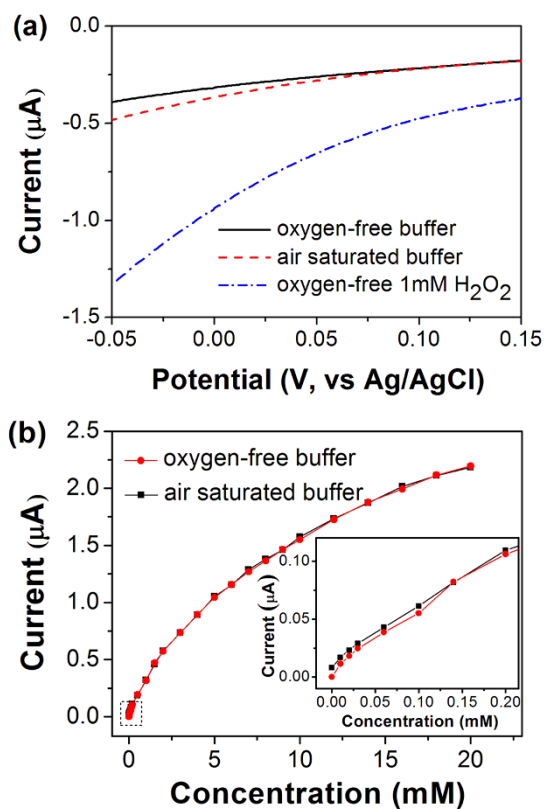 (a)
0.0
-0.5
-1.0
-1.5
Current (μA)
oxygen-free buffer
air saturated buffer
oxygen-free 1mM H₂O₂
-0.05 0.00 0.05 0.10 0.15
Potential (V, vs Ag/AgCl)
(b)
2.5
2.0
1.5
1.0
0.5
0.0
Current (μA)
oxygen-free buffer
air saturated buffer
0.10
0.05
0.00
Current (μA)
0.00 0.05 0.10 0.15 0.20
Concentration (mM)
0 5 10 15 20
Concentration (mM)